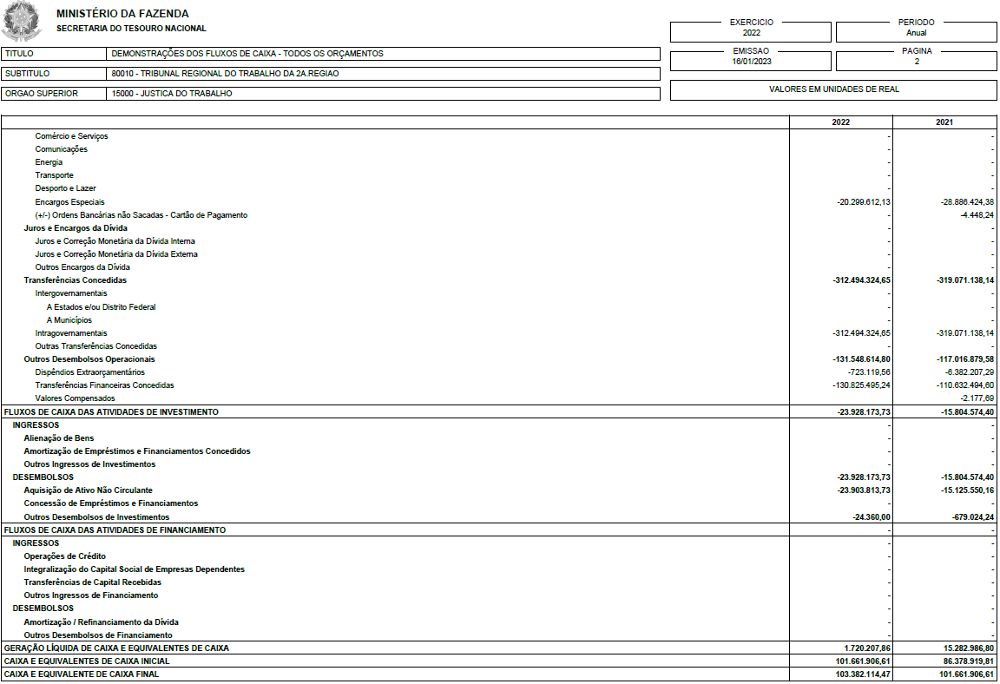 MINISTÉRIO DA FAZENDA
SECRETARIA DO TESOURO NACIONAL
EXERCICIO
2022
PERIODO
Anual
EMISSAO
16/01/2023
PAGINA
2
TITULO DEMONSTRAÇÕES DOS FLUXOS DE CAIXA - TODOS OS ORÇAMENTOS
SUBTITULO 80010 - TRIBUNAL REGIONAL DO TRABALHO DA 2A.REGIAO
ORGAO SUPERIOR 15000 - JUSTICA DO TRABALHO
VALORES EM UNIDADES DE REAL
2022 2021
Comércio e Serviços - -
Comunicações - -
Energia - -
Transporte - -
Desporto e Lazer - -
Encargos Especiais -20.299.612,13 -28.886.424,38
(+/-) Ordens Bancárias não Sacadas - Cartão de Pagamento - -4.448,24
Juros e Encargos da Dívida - -
Juros e Correção Monetária da Dívida Interna - -
Juros e Correção Monetária da Dívida Externa - -
Outros Encargos da Dívida - -
Transferências Concedidas -312.494.324,65 -319.071.138,14
Intergovernamentais - -
A Estados e/ou Distrito Federal - -
A Municípios - -
Intragovernamentais -312.494.324,65 -319.071.138,14
Outras Transferências Concedidas - -
Outros Desembolsos Operacionais -131.548.614,80 -117.016.879,58
Dispêndios Extraorçamentários -723.119,56 -6.382.207,29
Transferências Financeiras Concedidas -130.825.495,24 -110.632.494,60
Valores Compensados -2.177,69
FLUXOS DE CAIXA DAS ATIVIDADES DE INVESTIMENTO -23.928.173,73 -15.804.574,40
INGRESSOS - -
Alienação de Bens - -
Amortização de Empréstimos e Financiamentos Concedidos - -
Outros Ingressos de Investimentos - -
DESEMBOLSOS -23.928.173,73 -15.804.574,40
Aquisição de Ativo Não Circulante -23.903.813,73 -15.125.550,16
Concessão de Empréstimos e Financiamentos - -
Outros Desembolsos de Investimentos -24.360,00 -679.024,24
FLUXOS DE CAIXA DAS ATIVIDADES DE FINANCIAMENTO - -
INGRESSOS - -
Operações de Crédito - -
Integralização do Capital Social de Empresas Dependentes - -
Transferências de Capital Recebidas - -
Outros Ingressos de Financiamento - -
DESEMBOLSOS - -
Amortização / Refinanciamento da Dívida - -
Outros Desembolsos de Financiamento - -
GERAÇÃO LÍQUIDA DE CAIXA E EQUIVALENTES DE CAIXA 1.720.207,86 15.282.986,80
CAIXA E EQUIVALENTES DE CAIXA INICIAL 101.661.906,61 86.378.919,81
CAIXA E EQUIVALENTE DE CAIXA FINAL 103.382.114,47 101.661.906,61